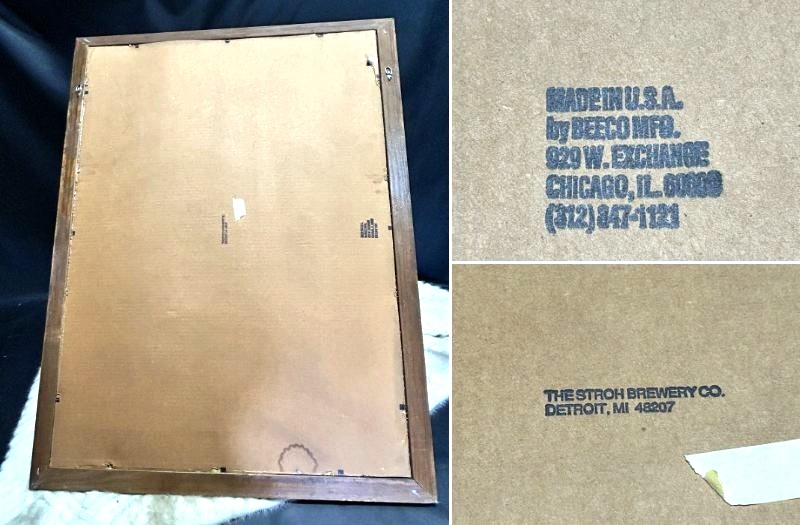 MADE IN U.S.A.
by BEECO MFG.
929 W. EXCHANGE
CHICAGO, IL. 60609
(312) 847-1121
THE STROH BREWERY CO.
DETROIT, MI 48207